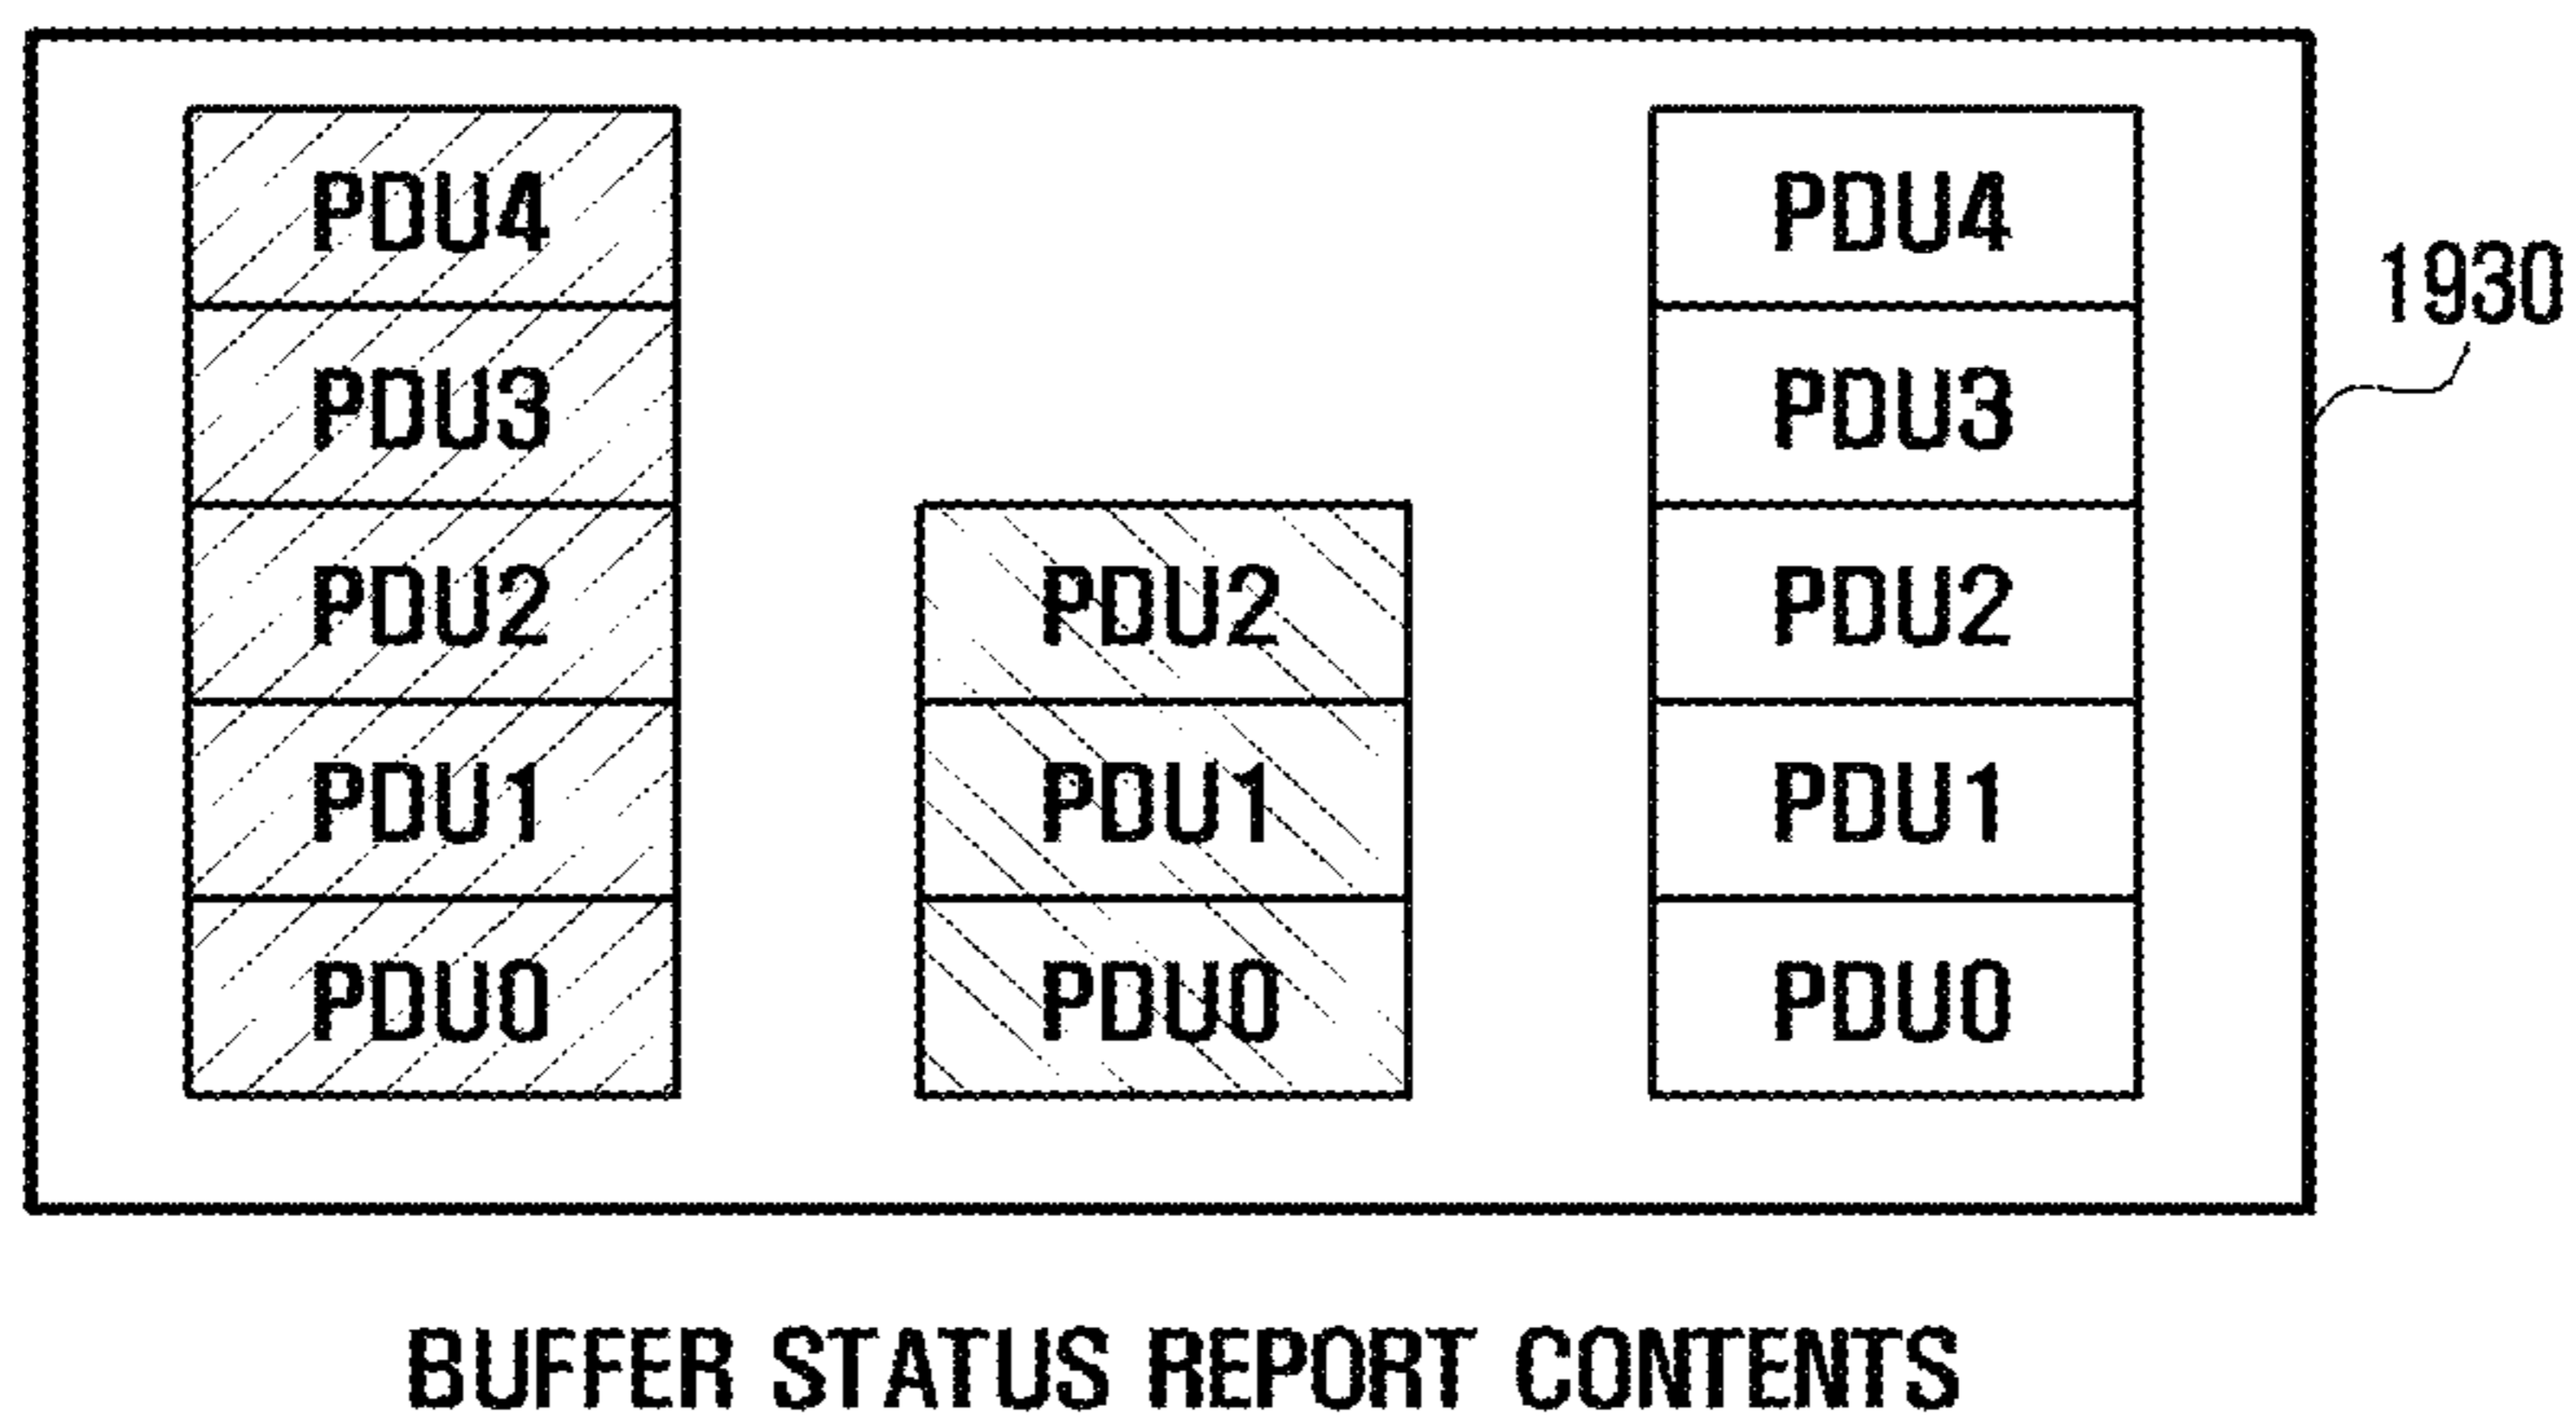 PDU4 PDU4
1930
PDU3 PDU3
PDU2 PDU2 PDU2
PDU1 PDU1 PDU1
PDU0 PDU0 PDU0
BUFFER STATUS REPORT CONTENTS